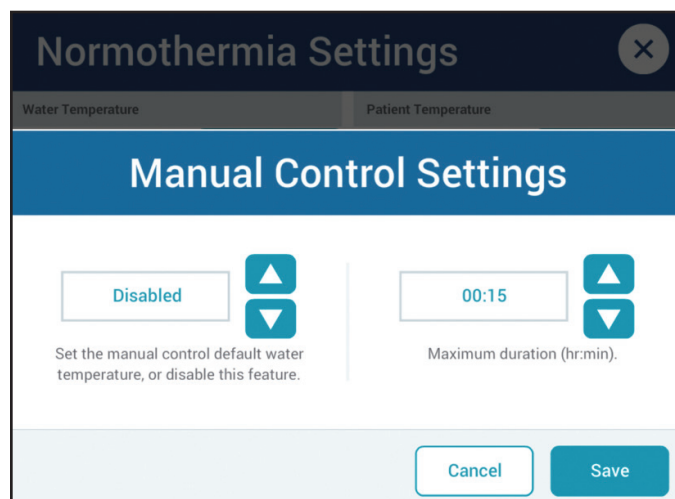 Normothermia Settings
Water Temperature
Patient Temperature
Manual Control Settings
Disabled
Set the manual control default water
temperature, or disable this feature.
00:15
Maximum duration (hr:min).
Cancel
Save